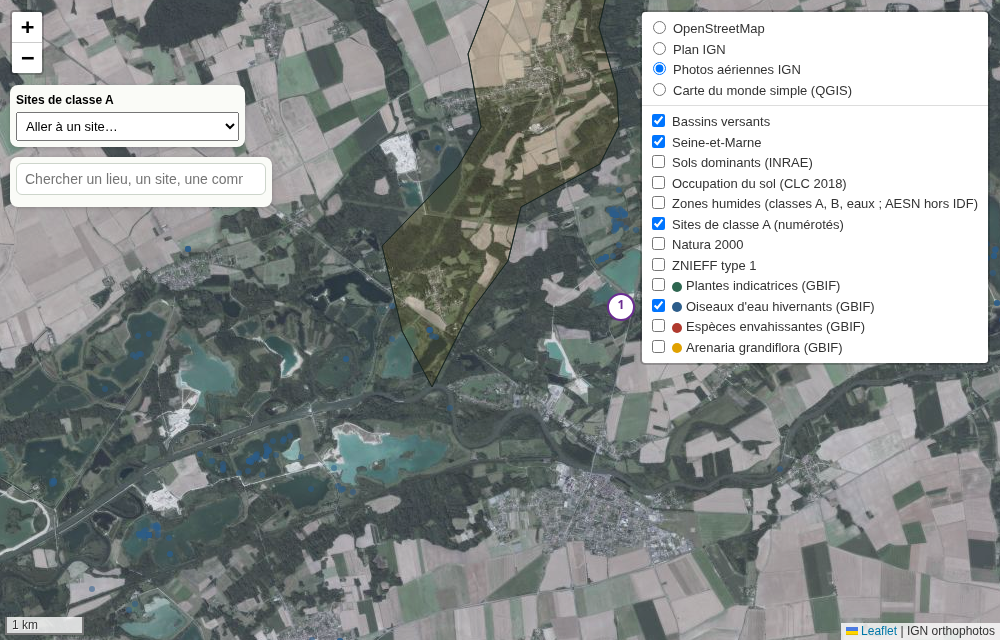 +
−
Sites de classe A
Aller à un site…
Chercher un lieu, un site, une comr
OpenStreetMap
Plan IGN
Photos aériennes IGN
Carte du monde simple (QGIS)
Bassins versants
Seine-et-Marne
Sols dominants (INRAE)
Occupation du sol (CLC 2018)
Zones humides (classes A, B, eaux ; AESN hors IDF)
Sites de classe A (numérotés)
Natura 2000
ZNIEFF type 1
Plantes indicatrices (GBIF)
Oiseaux d'eau hivernants (GBIF)
Espèces envahissantes (GBIF)
Arenaria grandiflora (GBIF)
1
1 km
Leaflet | IGN orthophotos